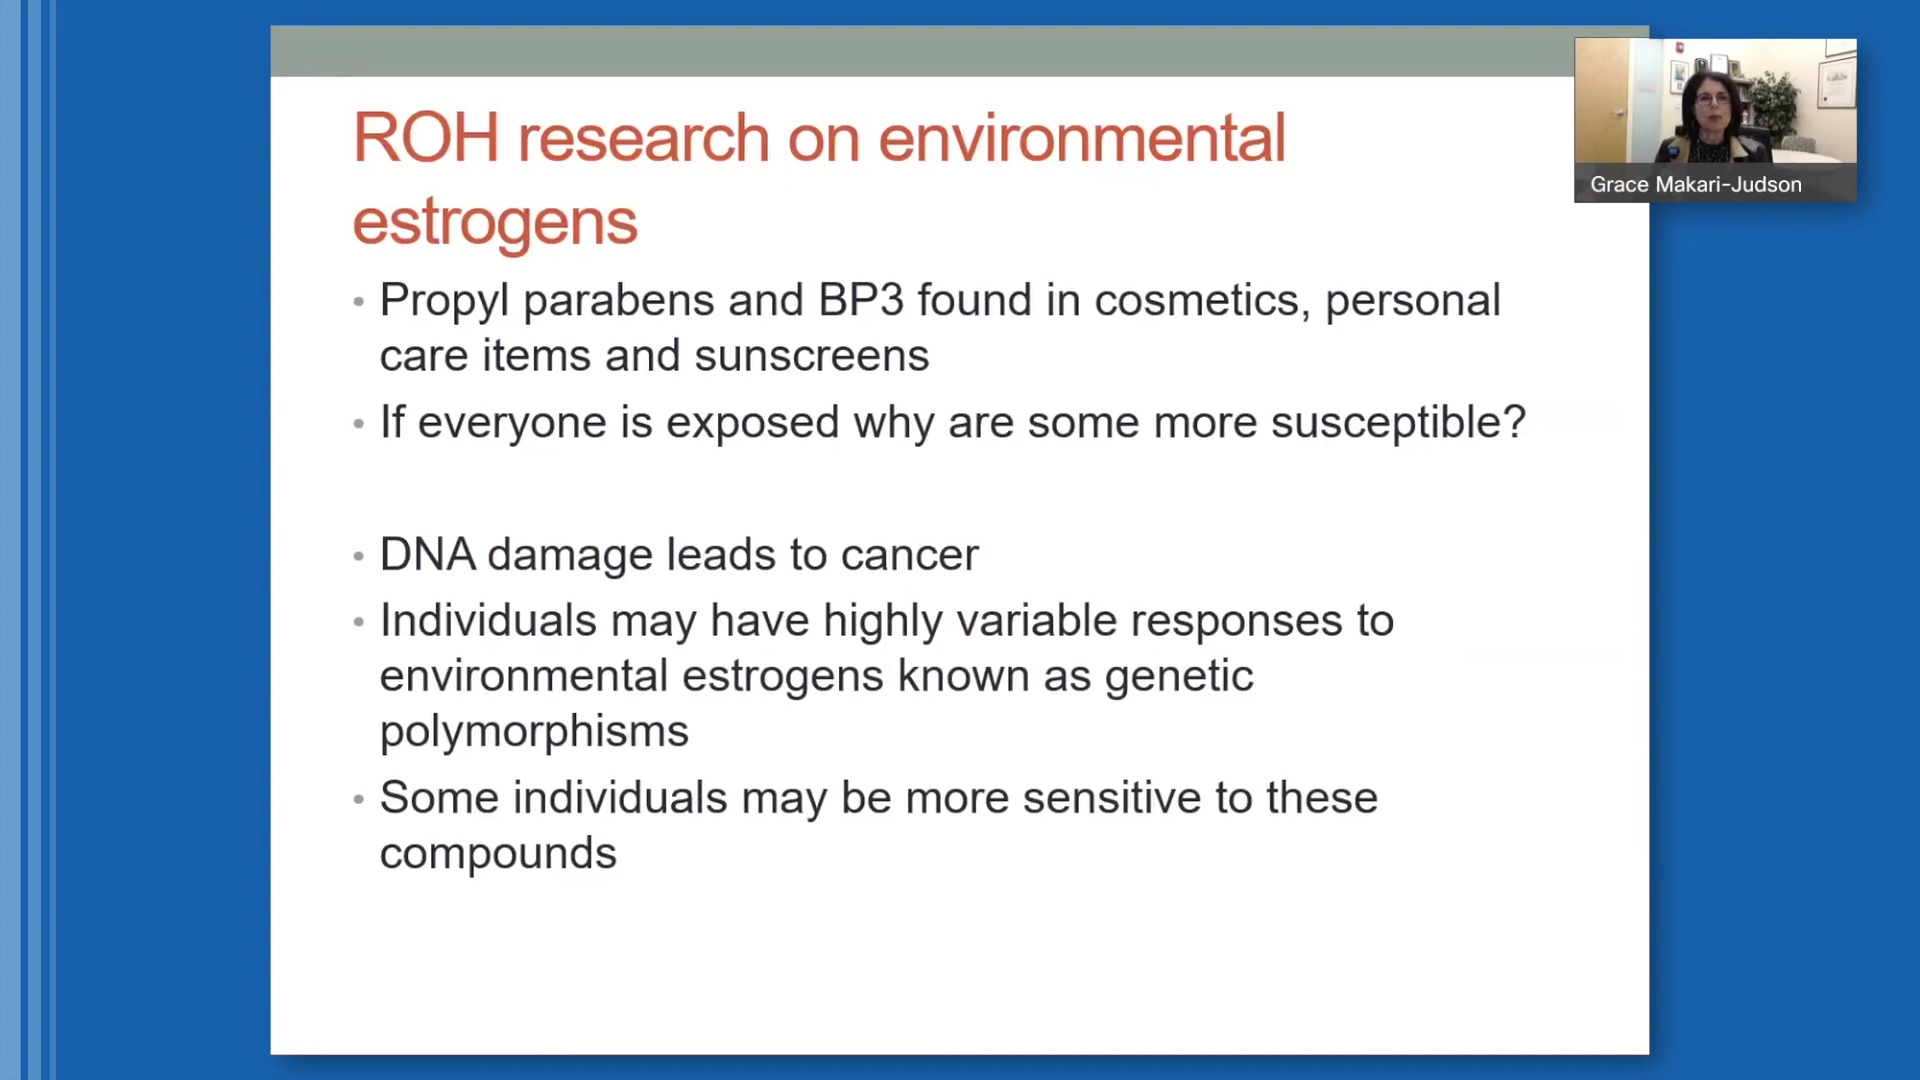 ROH research on environmental
estrogens
Grace Makari-Judson
• Propyl parabens and BP3 found in cosmetics, personal
care items and sunscreens
• If everyone is exposed why are some more susceptible?
• DNA damage leads to cancer
• Individuals may have highly variable responses to
environmental estrogens known as genetic
polymorphisms
• Some individuals may be more sensitive to these
compounds